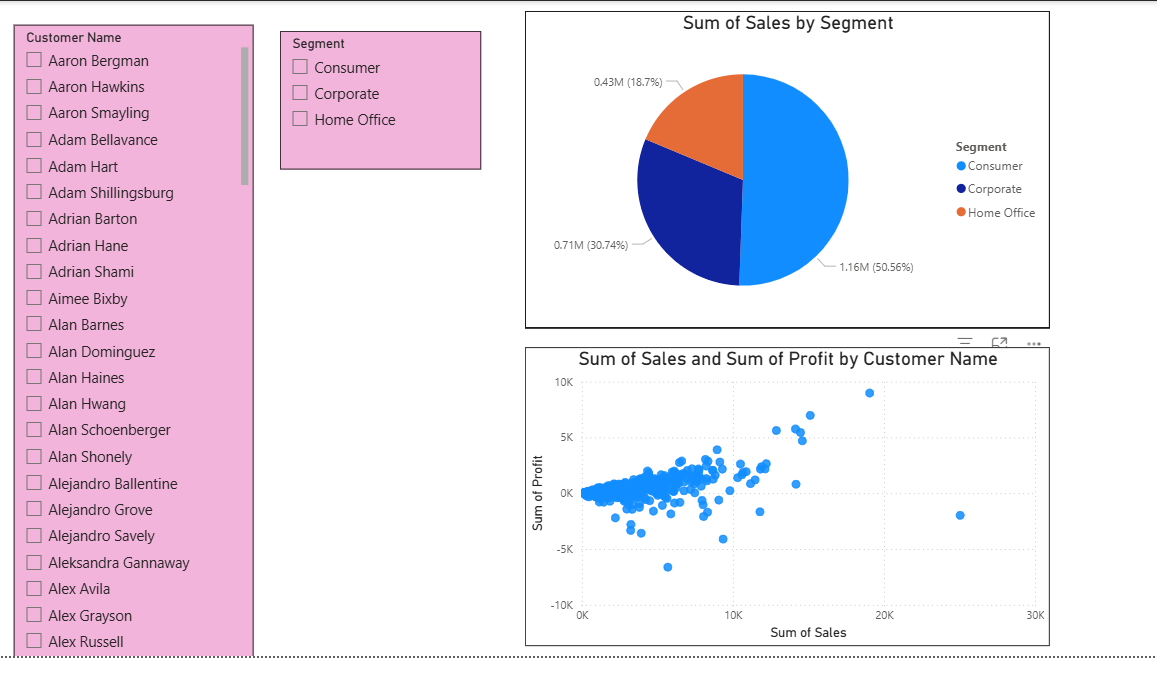 Customer Name
Aaron Bergman
Aaron Hawkins
Aaron Smayling
Adam Bellavance
Adam Hart
Adam Shillingsburg
Adrian Barton
Adrian Hane
Adrian Shami
Aimee Bixby
Alan Barnes
Alan Dominguez
Alan Haines
Alan Hwang
Alan Schoenberger
Alan Shonely
Alejandro Ballentine
Alejandro Grove
Alejandro Savely
Aleksandra Gannaway
Alex Avila
Alex Grayson
Alex Russell
Segment
Consumer
Corporate
Home Office
Sum of Sales by Segment
0.43M (18.7%)
0.71M (30.74%)
1.16M (50.56%)
Segment
Consumer
Corporate
Home Office
Sum of Sales and Sum of Profit by Customer Name
Sum of Profit
10K
5K
0K
-5K
-10K
0K 10K 20K 30K
Sum of Sales